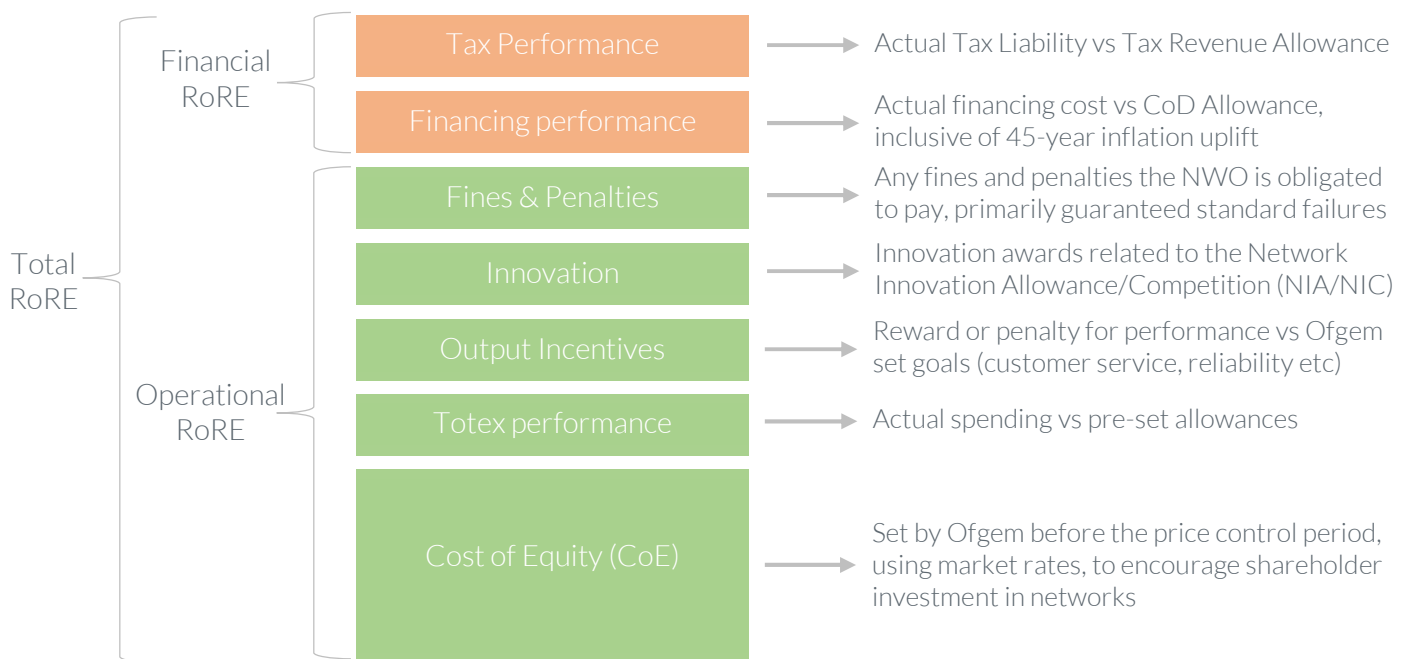 Total
RoRE
Financial
RoRE
Tax Performance
Actual Tax Liability vs Tax Revenue Allowance
Financing performance
Actual financing cost vs CoD Allowance,
inclusive of 45-year inflation uplift
Operational
RoRE
Fines & Penalties
Any fines and penalties the NWO is obligated
to pay, primarily guaranteed standard failures
Innovation
Innovation awards related to the Network
Innovation Allowance/Competition (NIA/NIC)
Output Incentives
Reward or penalty for performance vs Ofgem
set goals (customer service, reliability etc)
Totex performance
Actual spending vs pre-set allowances
Cost of Equity (CoE)
Set by Ofgem before the price control period,
using market rates, to encourage shareholder
investment in networks